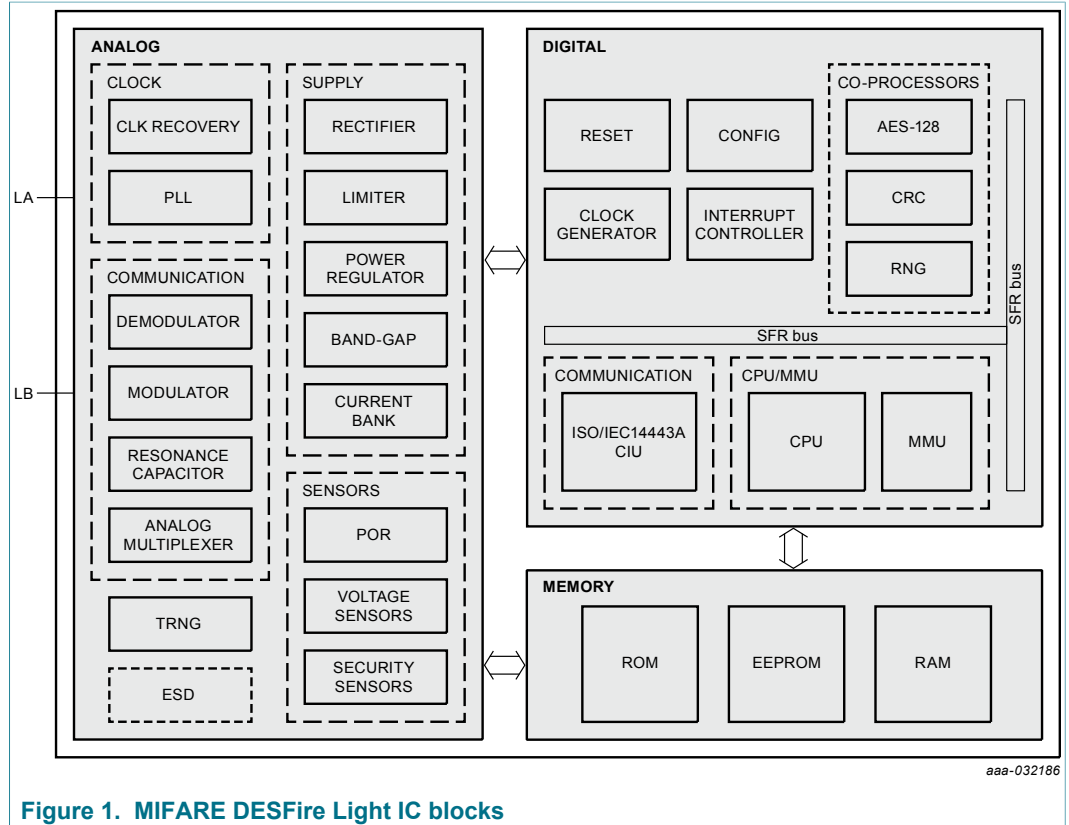 ANALOG
CLOCK
CLK RECOVERY
PLL
COMMUNICATION
DEMODULATOR
MODULATOR
RESONANCE
CAPACITOR
ANALOG
MULTIPLEXER
TRNG
ESD
LA
LB
SUPPLY
RECTIFIER
LIMITER
POWER
REGULATOR
BAND-GAP
CURRENT
BANK
SENSORS
POR
VOLTAGE
SENSORS
SECURITY
SENSORS
DIGITAL
RESET
CONFIG
CLOCK
GENERATOR
INTERRUPT
CONTROLLER
CO-PROCESSORS
AES-128
CRC
RNG
SFR bus
SFR bus
COMMUNICATION
ISO/IEC14443A
CIU
CPU/MMU
CPU
MMU
MEMORY
ROM
EEPROM
RAM
aaa-032186
Figure 1. MIFARE DESFire Light IC blocks